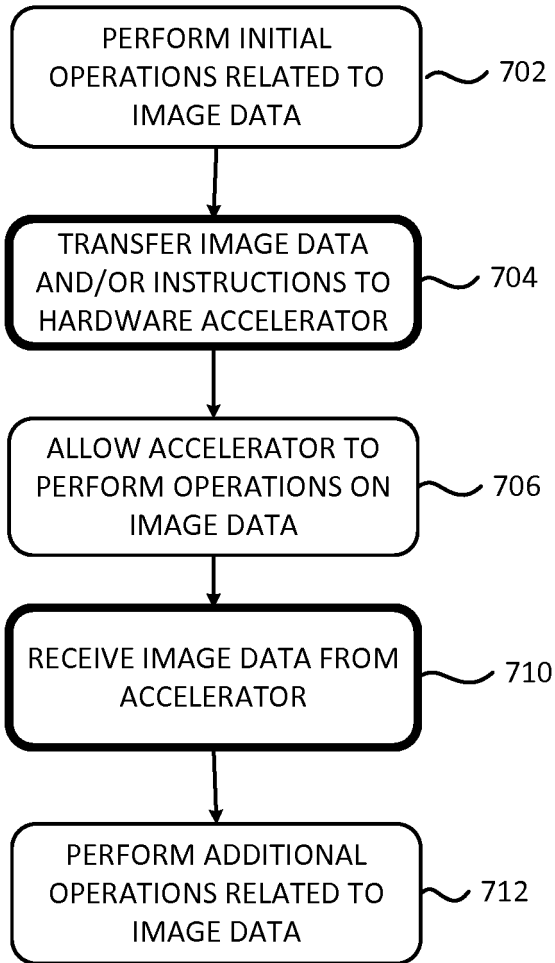 PERFORM INITIAL
OPERATIONS RELATED TO
IMAGE DATA
702
TRANSFER IMAGE DATA
AND/OR INSTRUCTIONS TO
HARDWARE ACCELERATOR
704
ALLOW ACCELERATOR TO
PERFORM OPERATIONS ON
IMAGE DATA
706
RECEIVE IMAGE DATA FROM
ACCELERATOR
710
PERFORM ADDITIONAL
OPERATIONS RELATED TO
IMAGE DATA
712